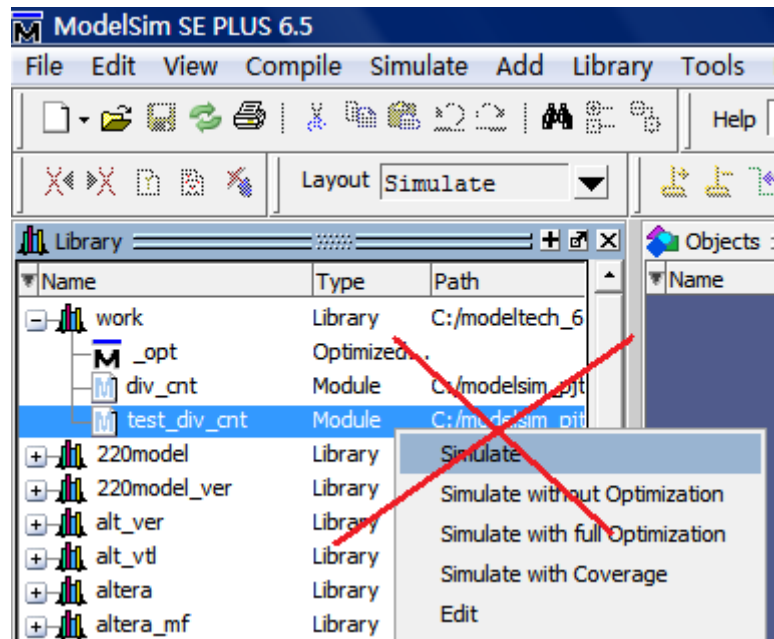 ModelSim SE PLUS 6.5
File Edit View Compile Simulate Add Library Tools
Help
Layout Simulate
Library
Objects
Name Type Path
Name
work Library C:/modeltech_6
_opt Optimized...
div_cnt Module C:/modelsim_pjt
test_div_cnt Module C:/modelsim_pjt
220model Library
220model_ver Library
alt_ver Library
alt_vtl Library
altera Library
altera_mf Library
Simulate
Simulate without Optimization
Simulate with full Optimization
Simulate with Coverage
Edit